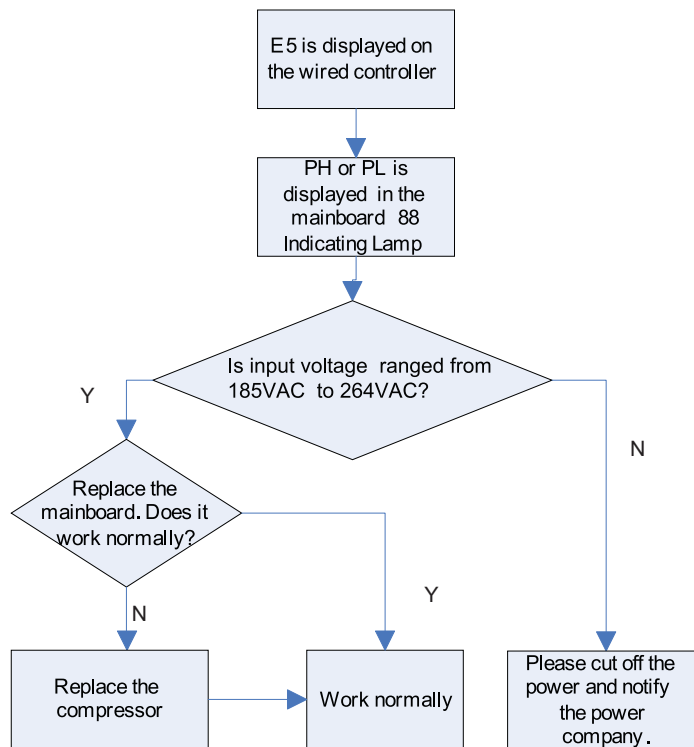 E5 is displayed on
the wired controller
PH or PL is
displayed in the
mainboard 88
Indicating Lamp
Is input voltage ranged from
185VAC to 264VAC?
Y
N
Replace the
mainboard. Does it
work normally?
Y
N
Replace the
compressor
Work normally
Please cut off the
power and notify
the power
company.